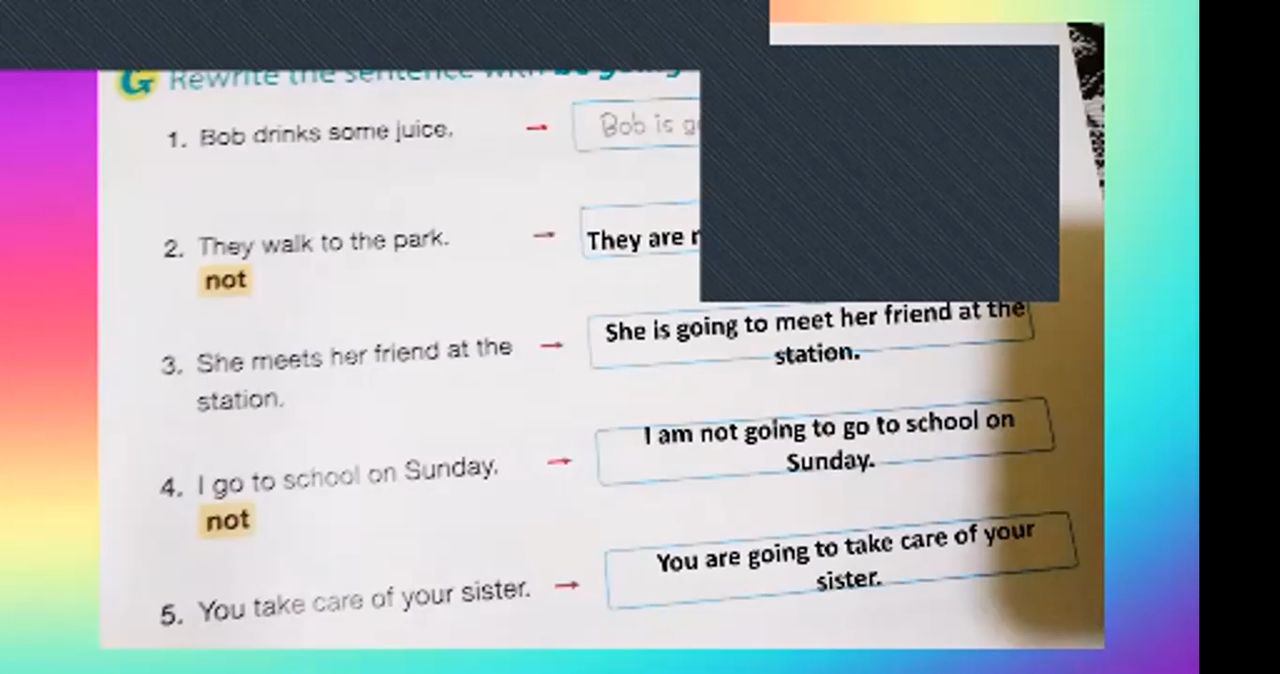 G Rewrite the sentence with be going
1. Bob drinks some juice. → Bob is
2. They walk to the park. → They are
not
3. She meets her friend at the
station.
→ She is going to meet her friend at the
station.
4. I go to school on Sunday. → I am not going to go to school on
Sunday.
not
5. You take care of your sister. → You are going to take care of your
sister.